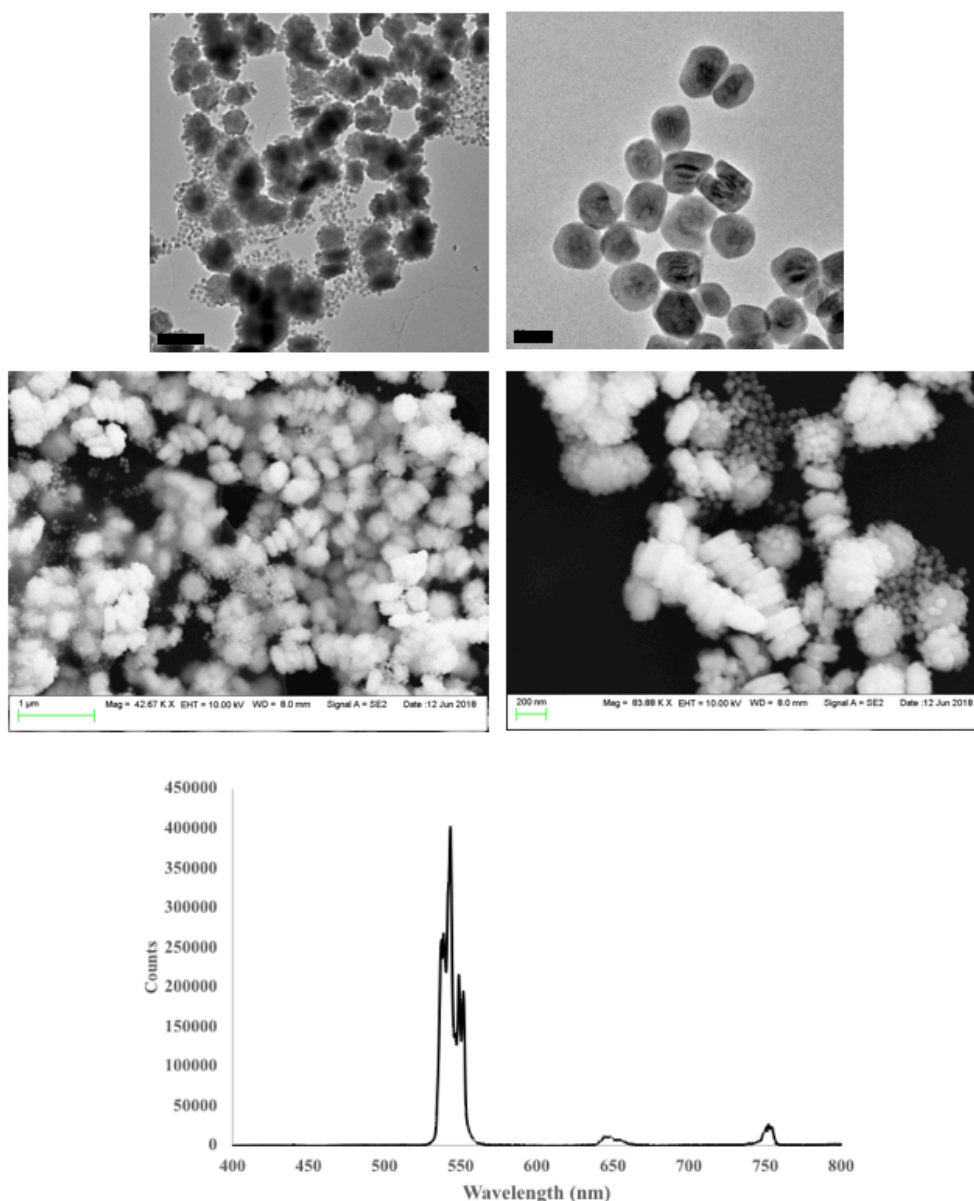 1 µm
Mag = 42.67 K X EHT = 10.00 kV WD = 8.0 mm Signal A = SE2 Date :12 Jun 2018
200 nm
Mag = 83.88 K X EHT = 10.00 kV WD = 8.0 mm Signal A = SE2 Date :12 Jun 2018
450000
400000
350000
300000
250000
200000
150000
100000
50000
0
Counts
400 450 500 550 600 650 700 750 800
Wavelength (nm)